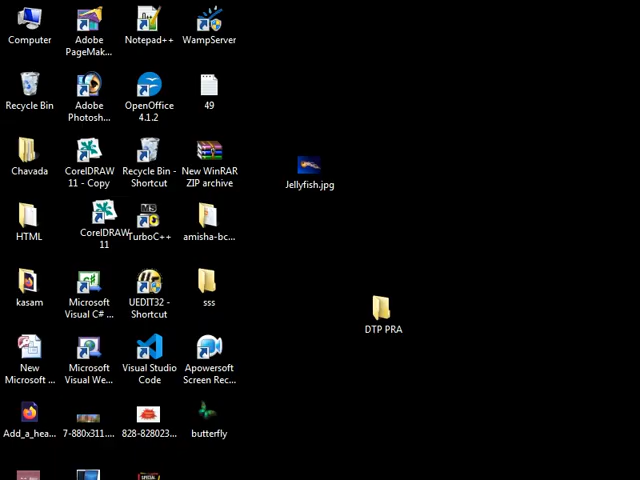 Computer
Adobe
PageMak...
Notepad++
WampServer
Recycle Bin
Adobe
Photosh...
OpenOffice
4.1.2
49
Chavada
CorelDRAW
11 - Copy
Recycle Bin -
Shortcut
New WinRAR
ZIP archive
Jellyfish.jpg
HTML
CorelDRAW
11
MS
TurboC++
amisha-bc...
kasam
Microsoft
Visual C# ...
UEDIT32 -
Shortcut
sss
DTP PRA
New
Microsoft ...
Microsoft
Visual We...
Visual Studio
Code
Apowersoft
Screen Rec...
Add_a_hea...
7-880x311....
828-828023...
butterfly
SPECIAL